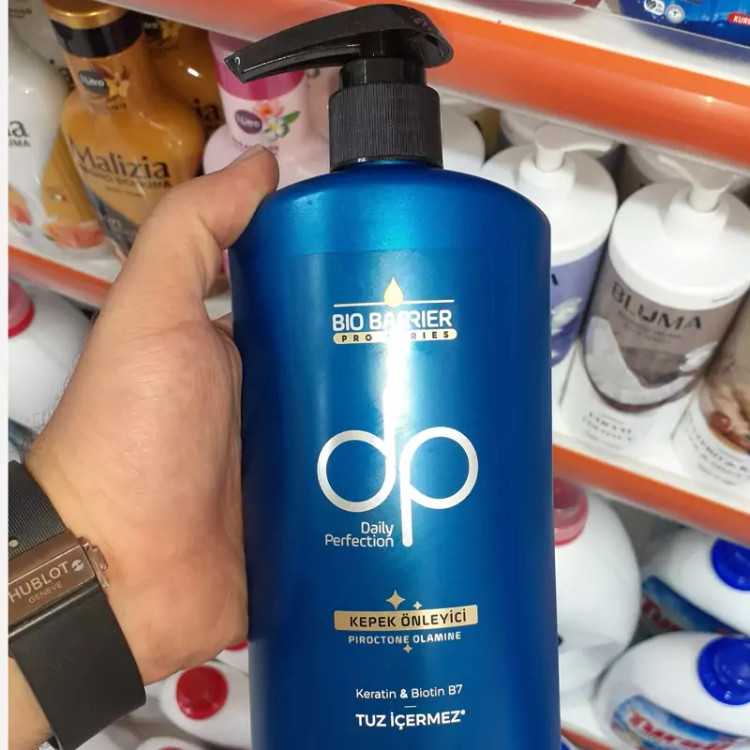 BIO BARRIER
PRO SERIES
dp
Daily
Perfection
KEPEK ÖNLEYİCİ
PIROCTONE OLAMINE
Keratin & Biotin B7
TUZ İÇERMEZ*
Malizia
HUBLOT
GENEVE
BLUMA